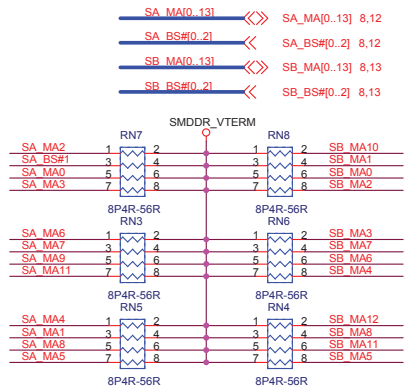 SA_MA[0..13] SA_MA[0..13] 8,12
SA_BS#[0..2] SA_BS#[0..2] 8,12
SB_MA[0..13] SB_MA[0..13] 8,13
SB_BS#[0..2] SB_BS#[0..2] 8,13
SMDDR_VTERM
RN7 RN8
SA_MA2 1 2 1 2 SB_MA10
SA_BS#1 3 4 3 4 SB_MA1
SA_MA0 5 6 5 6 SB_MA0
SA_MA3 7 8 7 8 SB_MA2
8P4R-56R 8P4R-56R
RN3 RN6
SA_MA6 1 2 1 2 SB_MA3
SA_MA7 3 4 3 4 SB_MA7
SA_MA9 5 6 5 6 SB_MA6
SA_MA11 7 8 7 8 SB_MA4
8P4R-56R 8P4R-56R
RN5 RN4
SA_MA4 1 2 1 2 SB_MA12
SA_MA1 3 4 3 4 SB_MA8
SA_MA8 5 6 5 6 SB_MA11
SA_MA5 7 8 7 8 SB_MA5
8P4R-56R 8P4R-56R